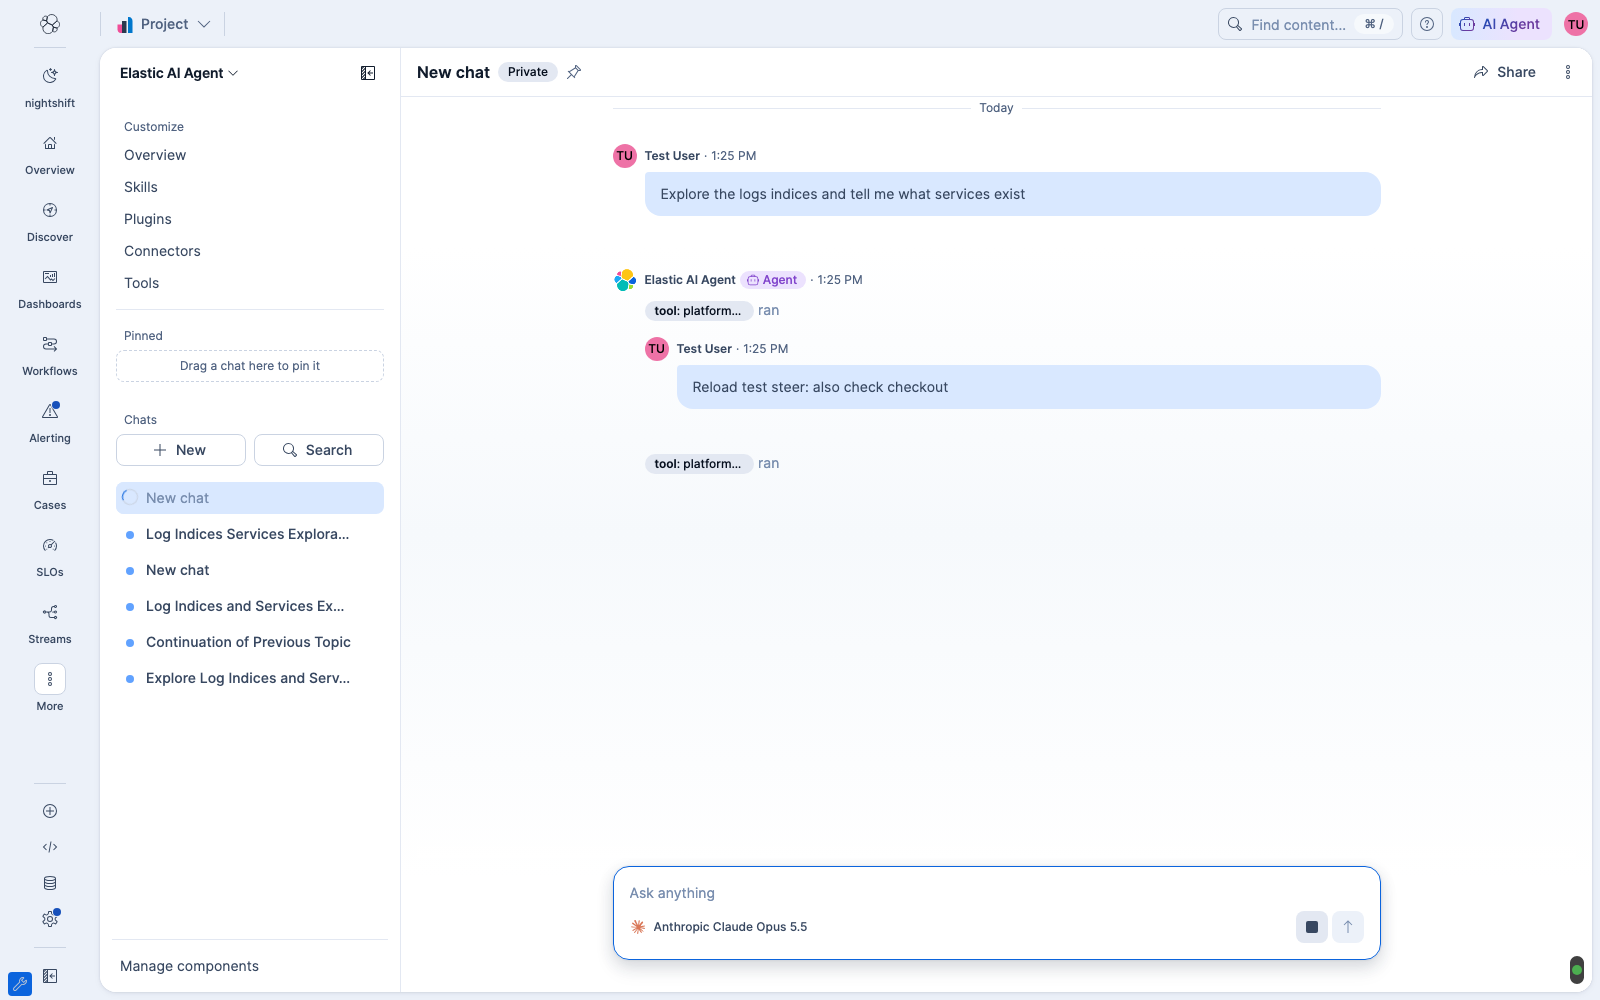 Project
Find content...
⌘ /
AI Agent
TU
nightshift
Overview
Discover
Dashboards
Workflows
Alerting
Cases
SLOs
Streams
More
Elastic AI Agent
Customize
Overview
Skills
Plugins
Connectors
Tools
Pinned
Drag a chat here to pin it
Chats
New
Search
New chat
Log Indices Services Explora...
New chat
Log Indices and Services Ex...
Continuation of Previous Topic
Explore Log Indices and Serv...
Manage components
New chat
Private
Share
Today
TU
Test User · 1:25 PM
Explore the logs indices and tell me what services exist
Elastic AI Agent Agent · 1:25 PM
tool: platform... ran
TU
Test User · 1:25 PM
Reload test steer: also check checkout
tool: platform... ran
Ask anything
Anthropic Claude Opus 5.5